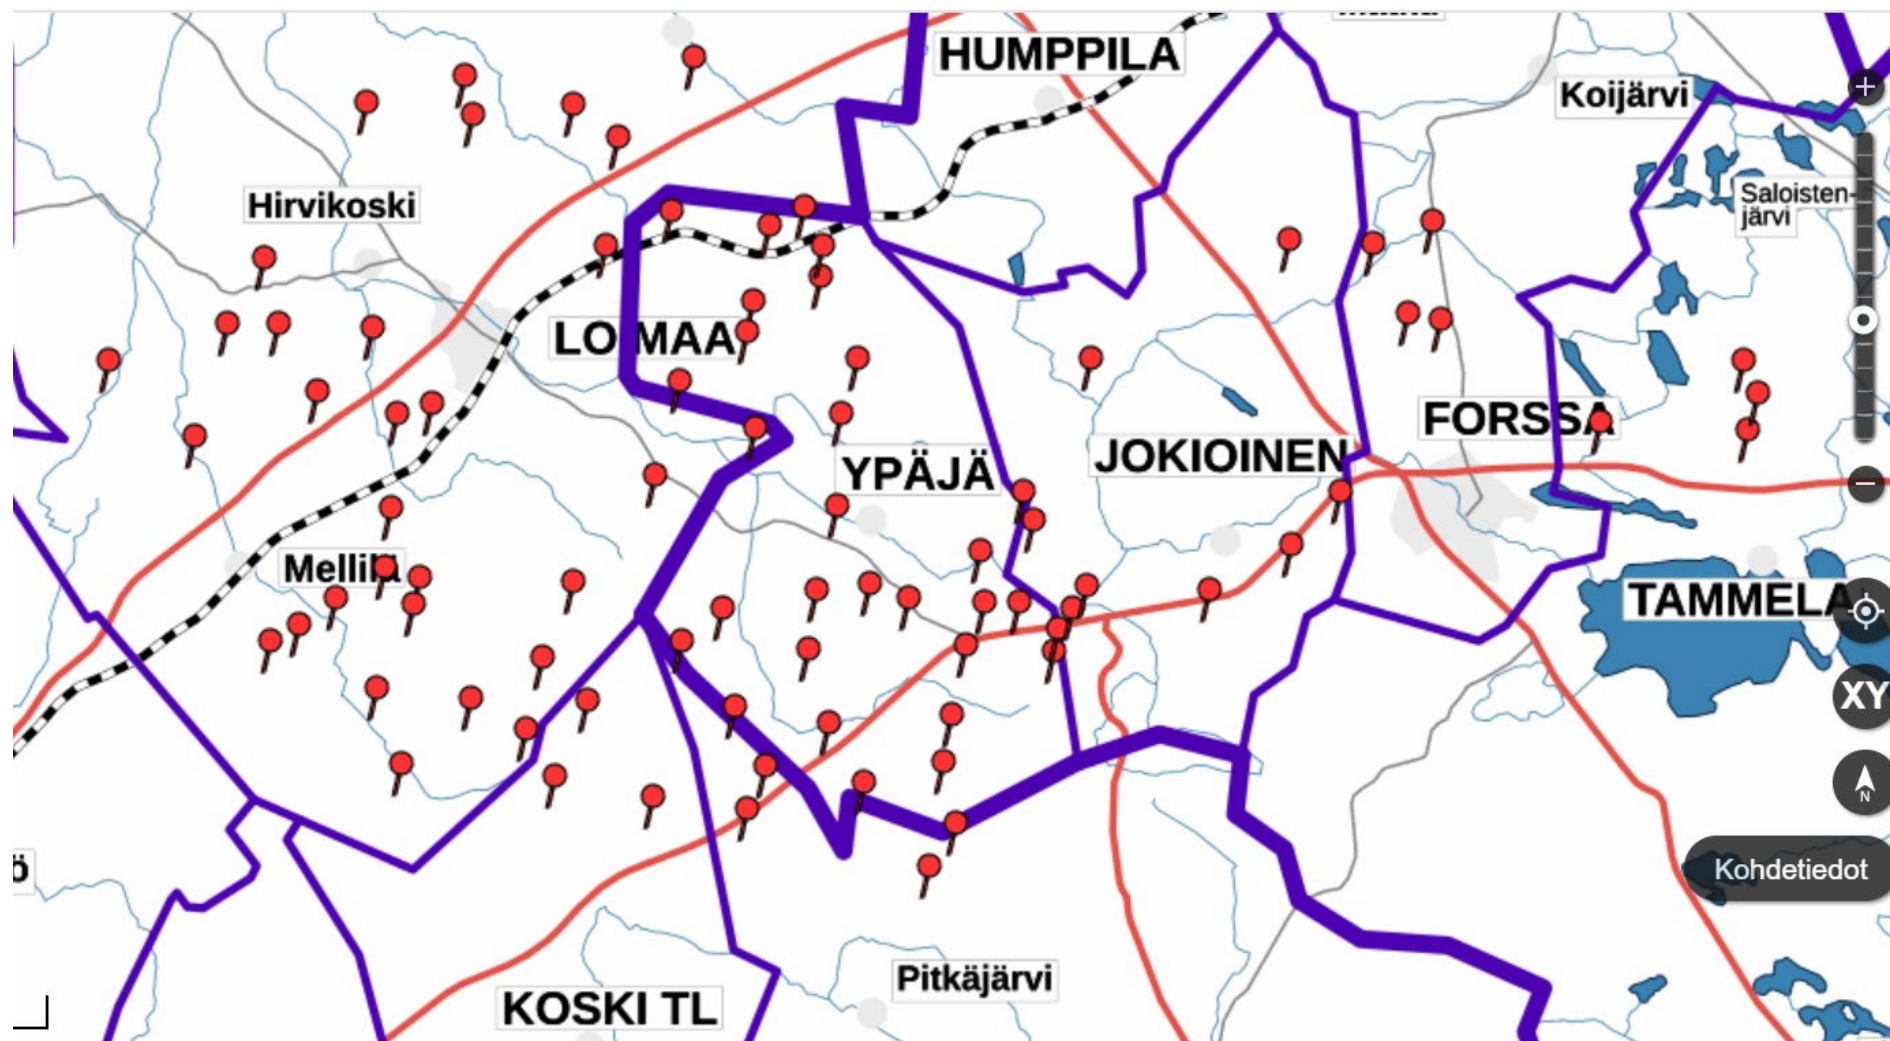 HUMPPILA
Koijärvi
Saloisten-
järvi
Hirvikoski
LOIMAA
FORSSA
JOKIOINEN
YPÄJÄ
Mellilä
TAMMELA
XY
N
Kohdetiedot
ö
Pitkäjärvi
KOSKI TL